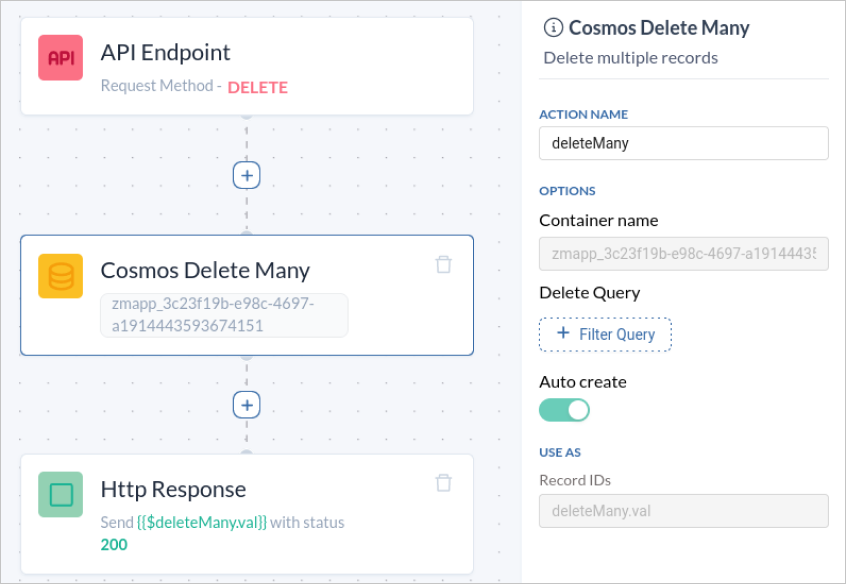 API
API Endpoint
Request Method - DELETE
Cosmos Delete Many
zmapp_3c23f19b-e98c-4697-
a1914443593674151
Http Response
Send {{$deleteMany.val}} with status
200
Cosmos Delete Many
Delete multiple records
ACTION NAME
deleteMany
OPTIONS
Container name
zmapp_3c23f19b-e98c-4697-a19144435
Delete Query
+ Filter Query
Auto create
USE AS
Record IDs
deleteMany.val